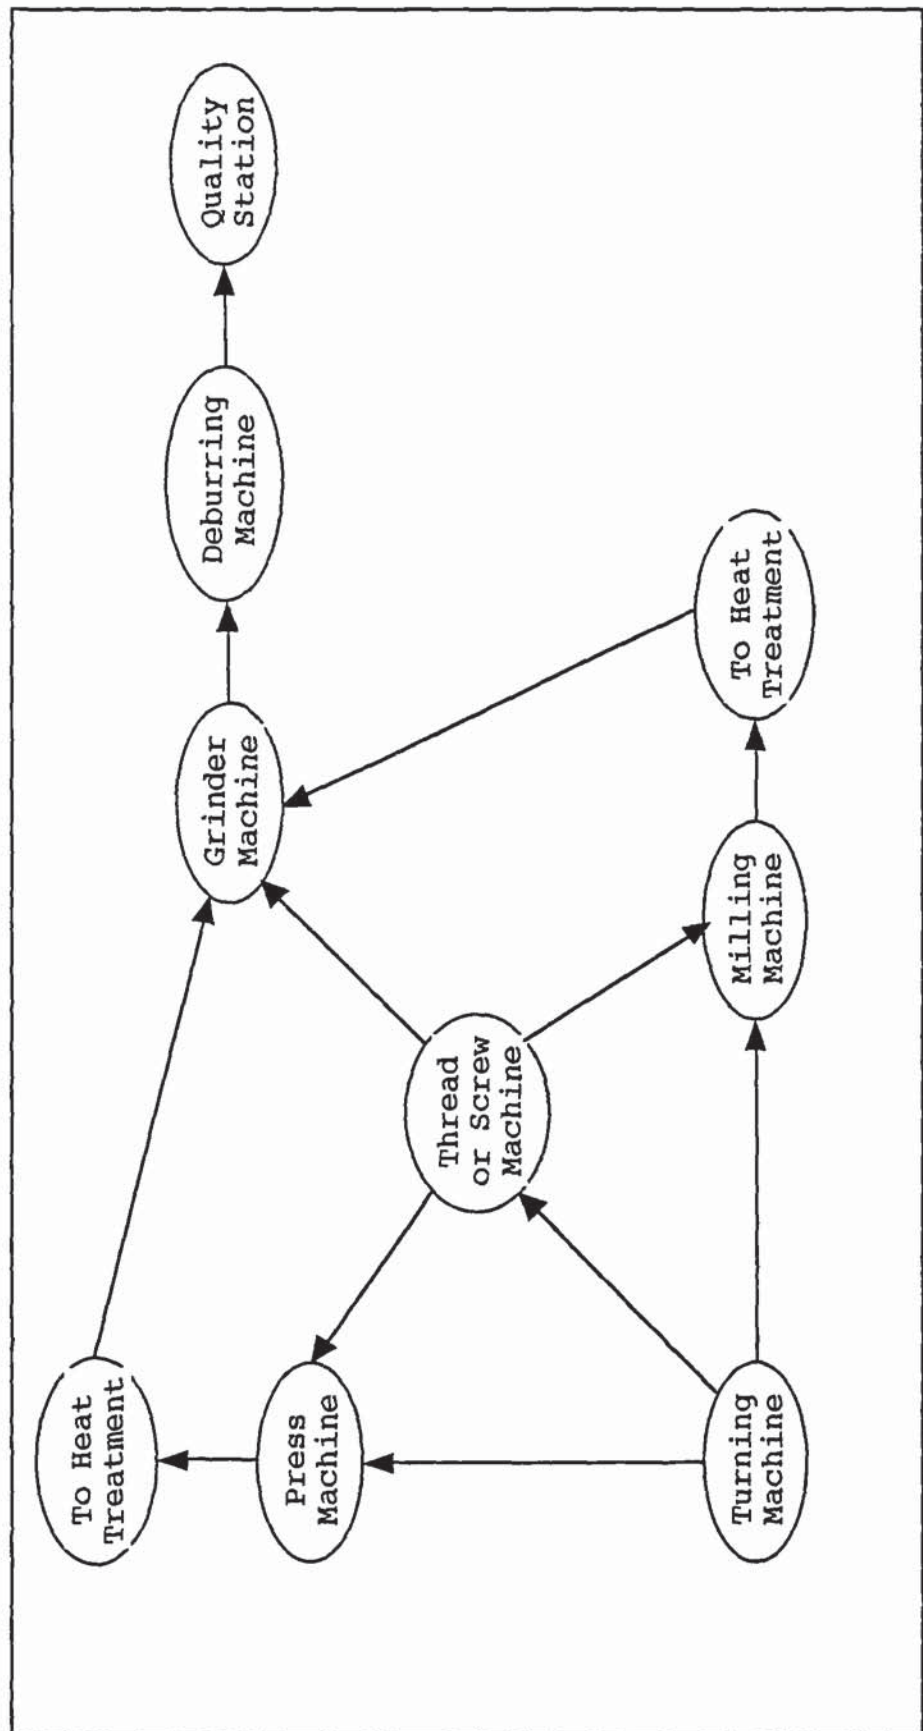 To Heat
Treatment
Press
Machine
Turning
Machine
Thread
or Screw
Machine
Grinder
Machine
Milling
Machine
To Heat
Treatment
Deburring
Machine
Quality
Station